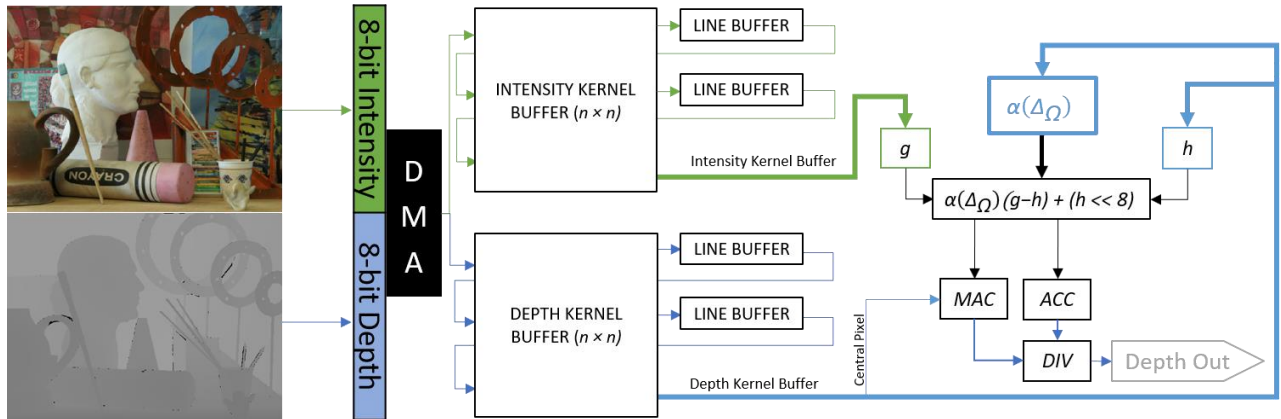 8-bit Intensity
8-bit Depth
CRAYON
D
M
A
INTENSITY KERNEL
BUFFER (n × n)
LINE BUFFER
LINE BUFFER
Intensity Kernel Buffer
DEPTH KERNEL
BUFFER (n × n)
LINE BUFFER
LINE BUFFER
Depth Kernel Buffer
Central Pixel
g
α(Δ_Ω)
h
α(Δ_Ω)(g−h) + (h << 8)
MAC
ACC
DIV
Depth Out